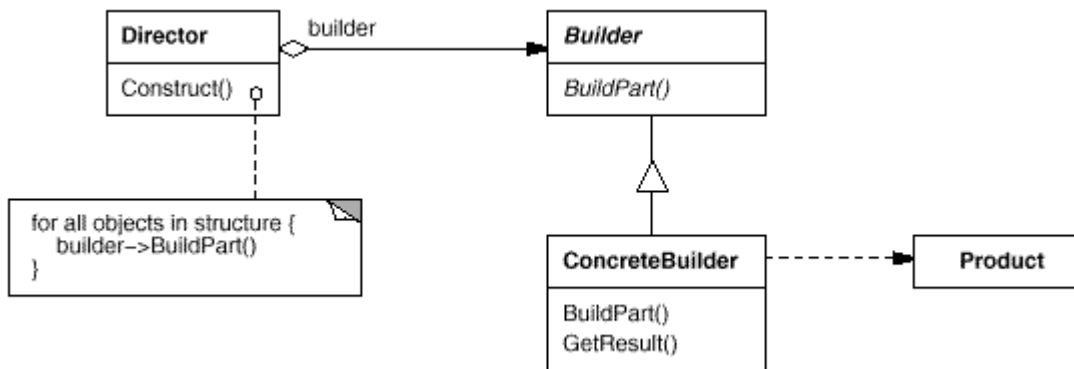 Director
builder
Builder
Construct()
BuildPart()
for all objects in structure {
builder->BuildPart()
}
ConcreteBuilder
Product
BuildPart()
GetResult()